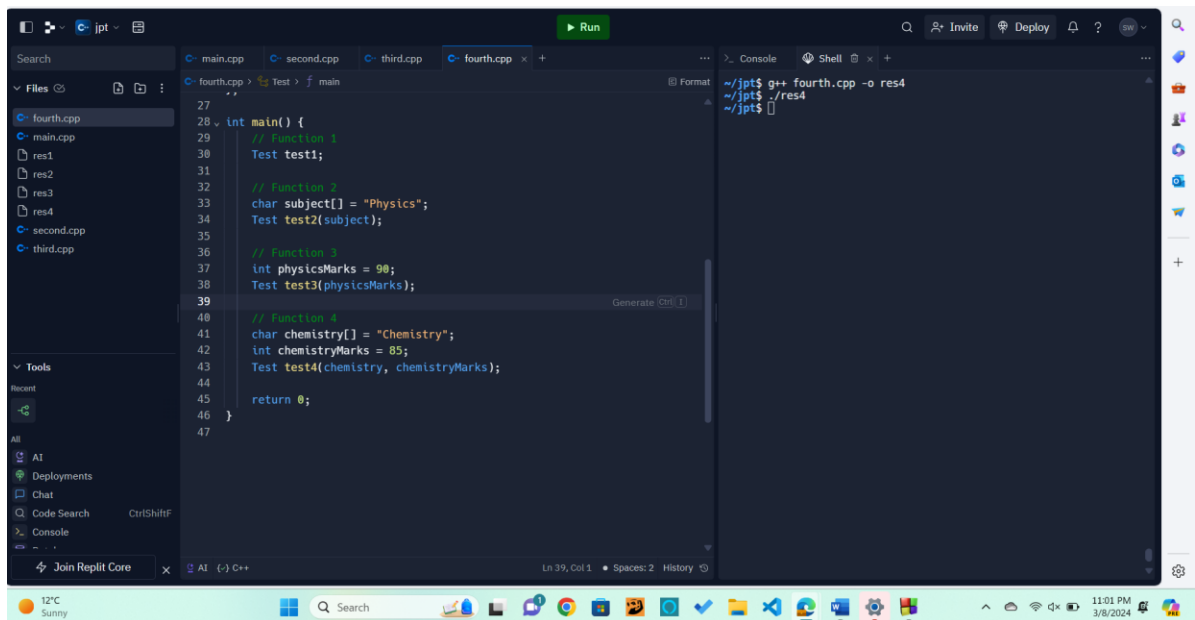 jpt
Run
Invite
Deploy
?
SW
Search
main.cpp
second.cpp
third.cpp
fourth.cpp × +
Console
Shell × +
Files
fourth.cpp > Test > f main
Format
fourth.cpp
main.cpp
res1
res2
res3
res4
second.cpp
third.cpp
27
28 int main() {
29 // Function 1
30 Test test1;
31
32 // Function 2
33 char subject[] = "Physics";
34 Test test2(subject);
35
36 // Function 3
37 int physicsMarks = 90;
38 Test test3(physicsMarks);
39 Generate Ctrl I
40 // Function 4
41 char chemistry[] = "Chemistry";
42 int chemistryMarks = 85;
43 Test test4(chemistry, chemistryMarks);
44
45 return 0;
46 }
47
~/jpt$ g++ fourth.cpp -o res4
~/jpt$ ./res4
~/jpt$
Tools
Recent
All
AI
Deployments
Chat
Code Search CtrlShiftF
Console
Join Replit Core ×
AI {✓} C++
Ln 39, Col 1 • Spaces: 2 History
12°C
Sunny
Search
1
11:01 PM
3/8/2024
PRE